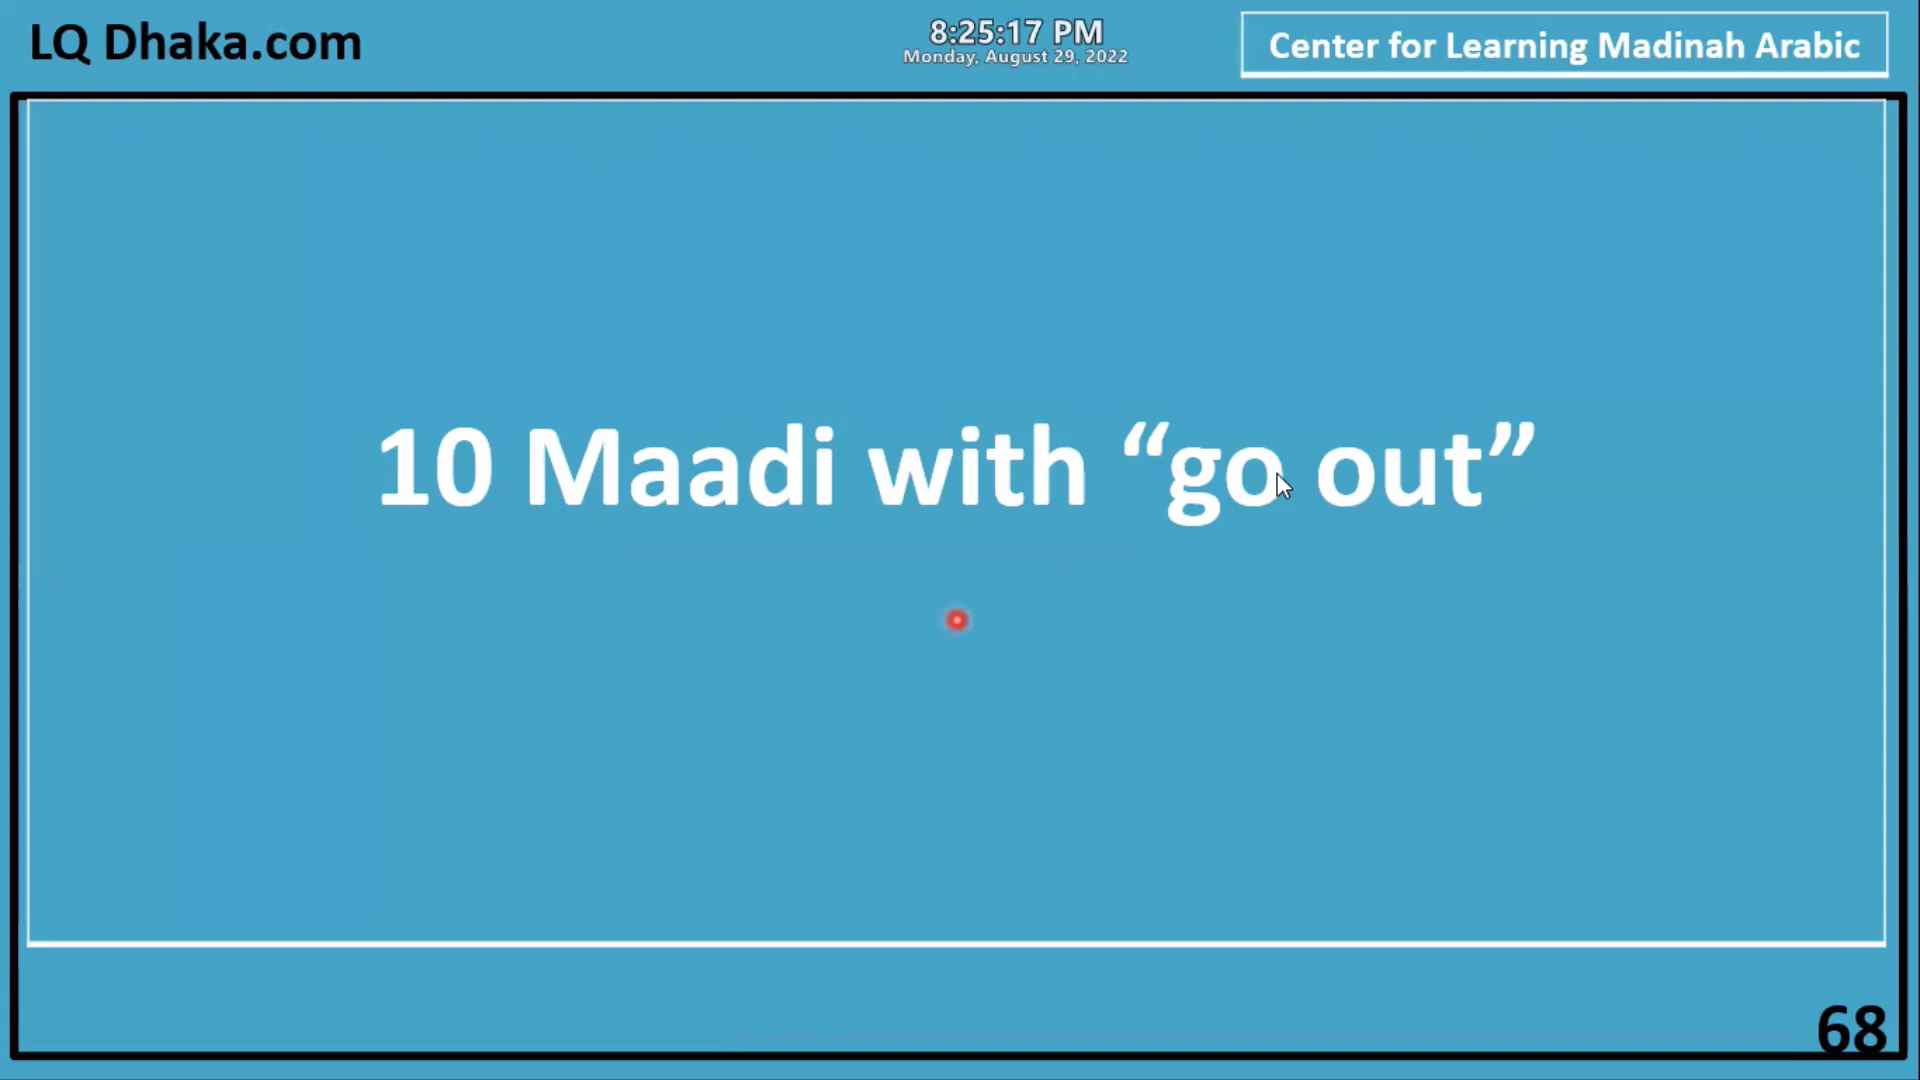 LQ Dhaka.com
8:25:17 PM
Monday, August 29, 2022
Center for Learning Madinah Arabic
10 Maadi with “go out”
68